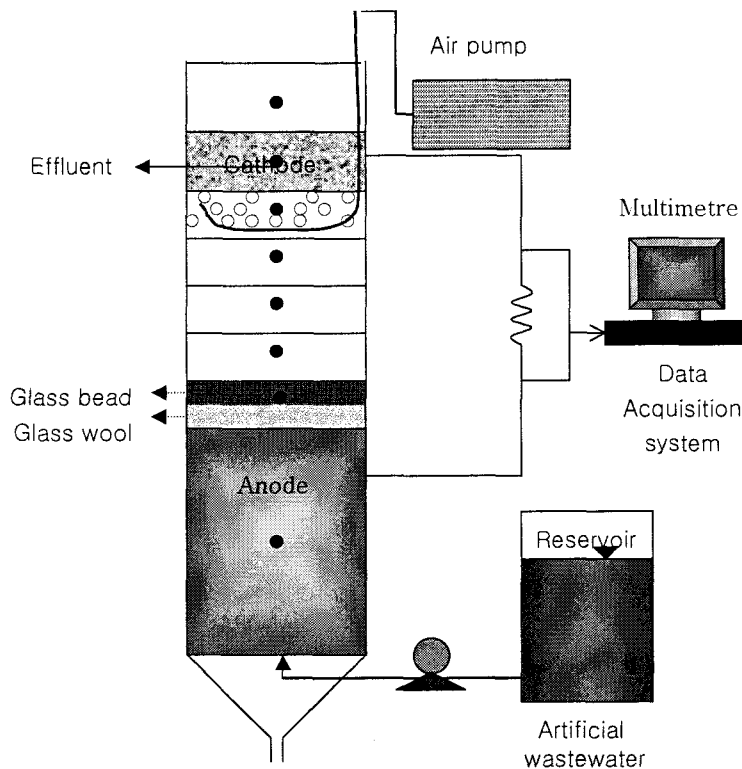 Air pump
Effluent
Cathode
Multimetre
Glass bead
Glass wool
Data
Acquisition
system
Anode
Reservoir
Artificial
wastewater